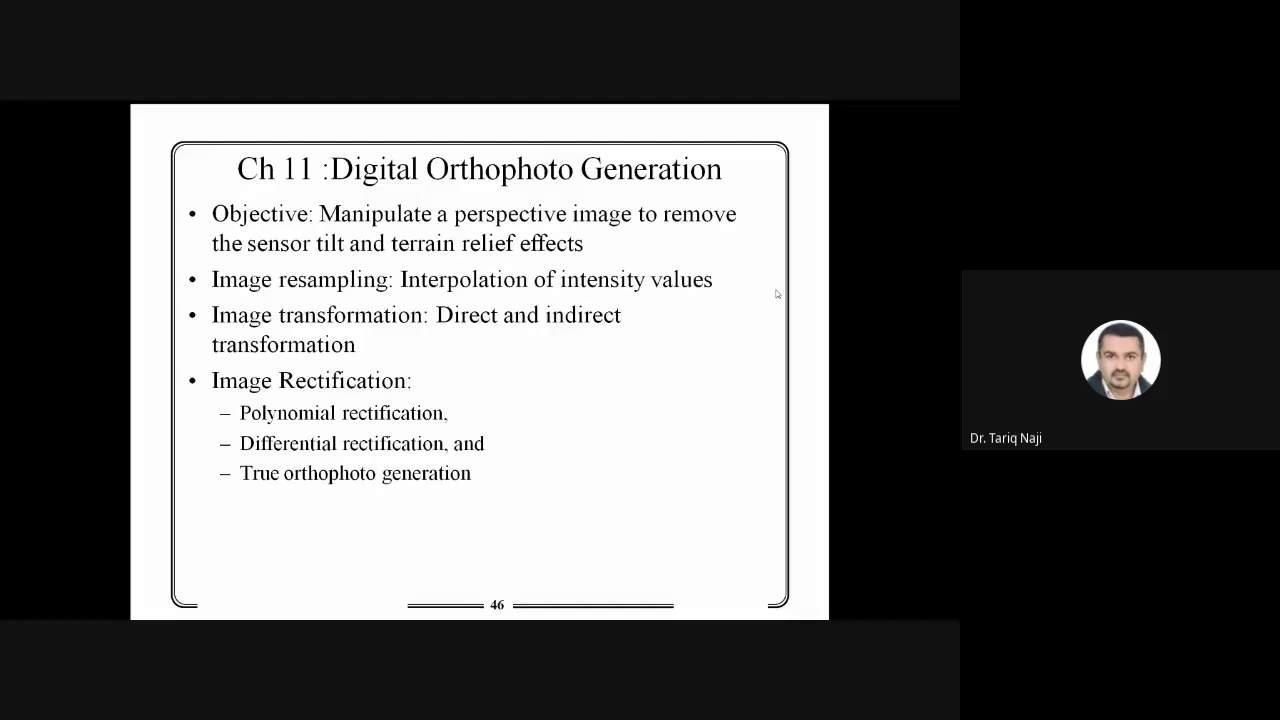 Ch 11 :Digital Orthophoto Generation
• Objective: Manipulate a perspective image to remove
the sensor tilt and terrain relief effects
• Image resampling: Interpolation of intensity values
• Image transformation: Direct and indirect
transformation
• Image Rectification:
– Polynomial rectification,
– Differential rectification, and
– True orthophoto generation
46
Dr. Tariq Naji